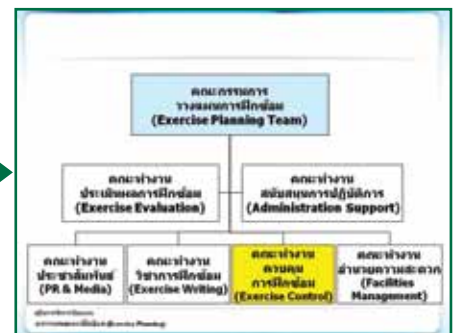 คณะกรรมการ
วางแผนการฝึกซ้อม
(Exercise Planning Team)
คณะทำงาน
ประเมินผลการฝึกซ้อม
(Exercise Evaluation)
คณะทำงาน
สนับสนุนการปฏิบัติการ
(Administration Support)
คณะทำงาน
ประชาสัมพันธ์
(PR & Media)
คณะทำงาน
วิชาการฝึกซ้อม
(Exercise Writing)
คณะทำงาน
ควบคุม
การฝึกซ้อม
(Exercise Control)
คณะทำงาน
อำนวยความสะดวก
(Facilities
Management)
(Exercise Planning)